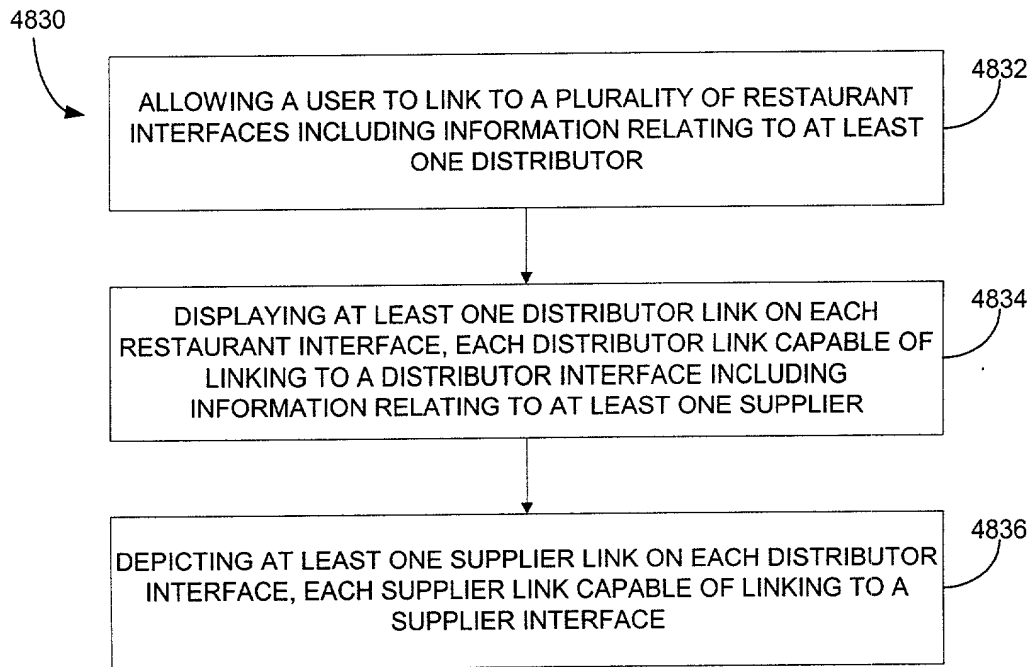 4830
4832
ALLOWING A USER TO LINK TO A PLURALITY OF RESTAURANT
INTERFACES INCLUDING INFORMATION RELATING TO AT LEAST
ONE DISTRIBUTOR
4834
DISPLAYING AT LEAST ONE DISTRIBUTOR LINK ON EACH
RESTAURANT INTERFACE, EACH DISTRIBUTOR LINK CAPABLE OF
LINKING TO A DISTRIBUTOR INTERFACE INCLUDING
INFORMATION RELATING TO AT LEAST ONE SUPPLIER
4836
DEPICTING AT LEAST ONE SUPPLIER LINK ON EACH DISTRIBUTOR
INTERFACE, EACH SUPPLIER LINK CAPABLE OF LINKING TO A
SUPPLIER INTERFACE